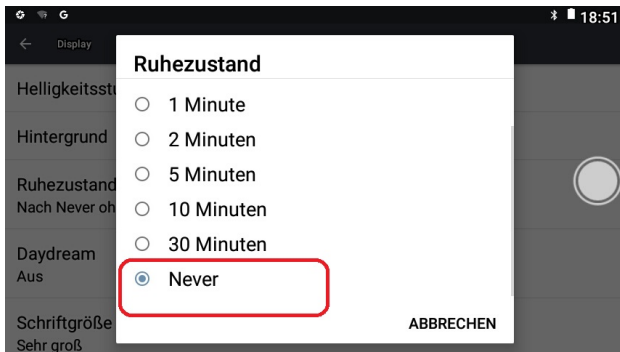 G
18:51
Display
Ruhezustand
Helligkeitsstu
1 Minute
Hintergrund
2 Minuten
5 Minuten
Ruhezustand
Nach Never oh
10 Minuten
30 Minuten
Daydream
Aus
Never
Schriftgröße
Sehr groß
ABBRECHEN